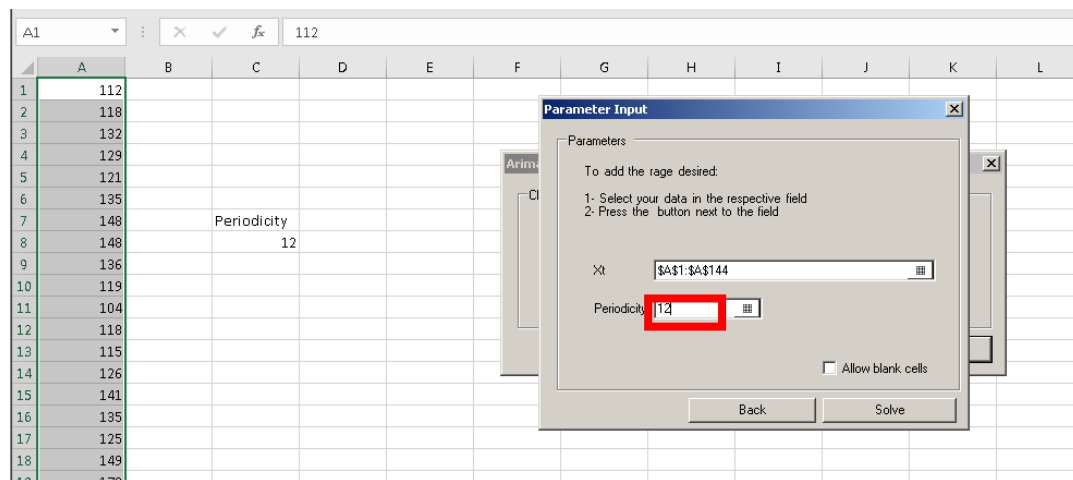 A1 fx 112
A B C D E F G H I J K L
1 112
2 118
3 132
4 129
5 121
6 135
7 148 Periodicity
8 148 12
9 136
10 119
11 104
12 118
13 115
14 126
15 141
16 135
17 125
18 149
Arima
Cl
Parameter Input
Parameters
To add the rage desired:
1- Select your data in the respective field
2- Press the button next to the field
Xt $A$1:$A$144
Periodicity 12
Allow blank cells
Back Solve